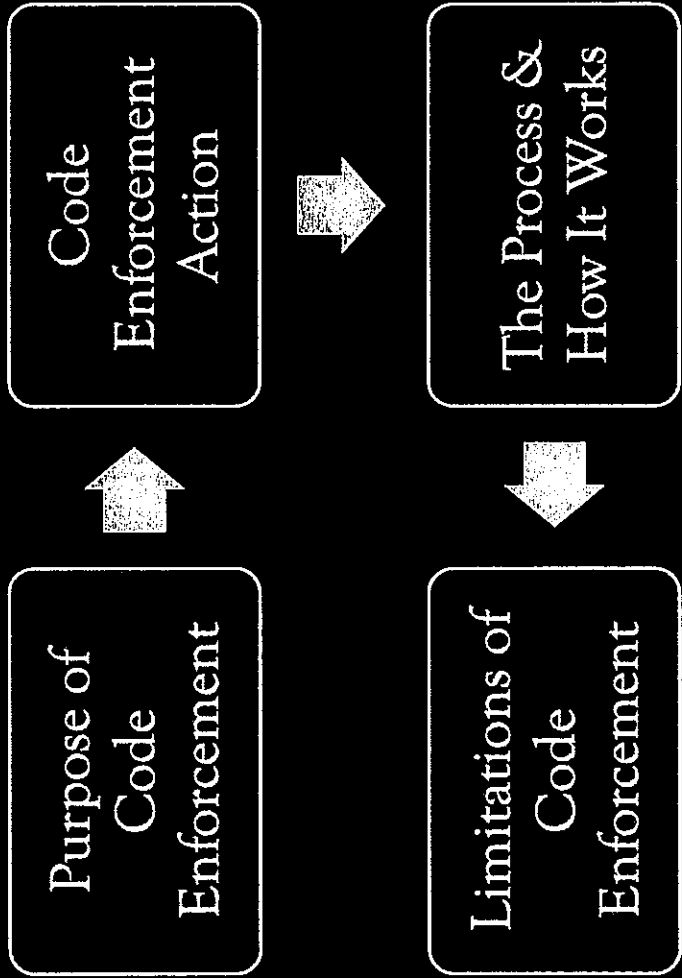 Purpose of
Code
Enforcement
Code
Enforcement
Action
The Process &
How It Works
Limitations of
Code
Enforcement